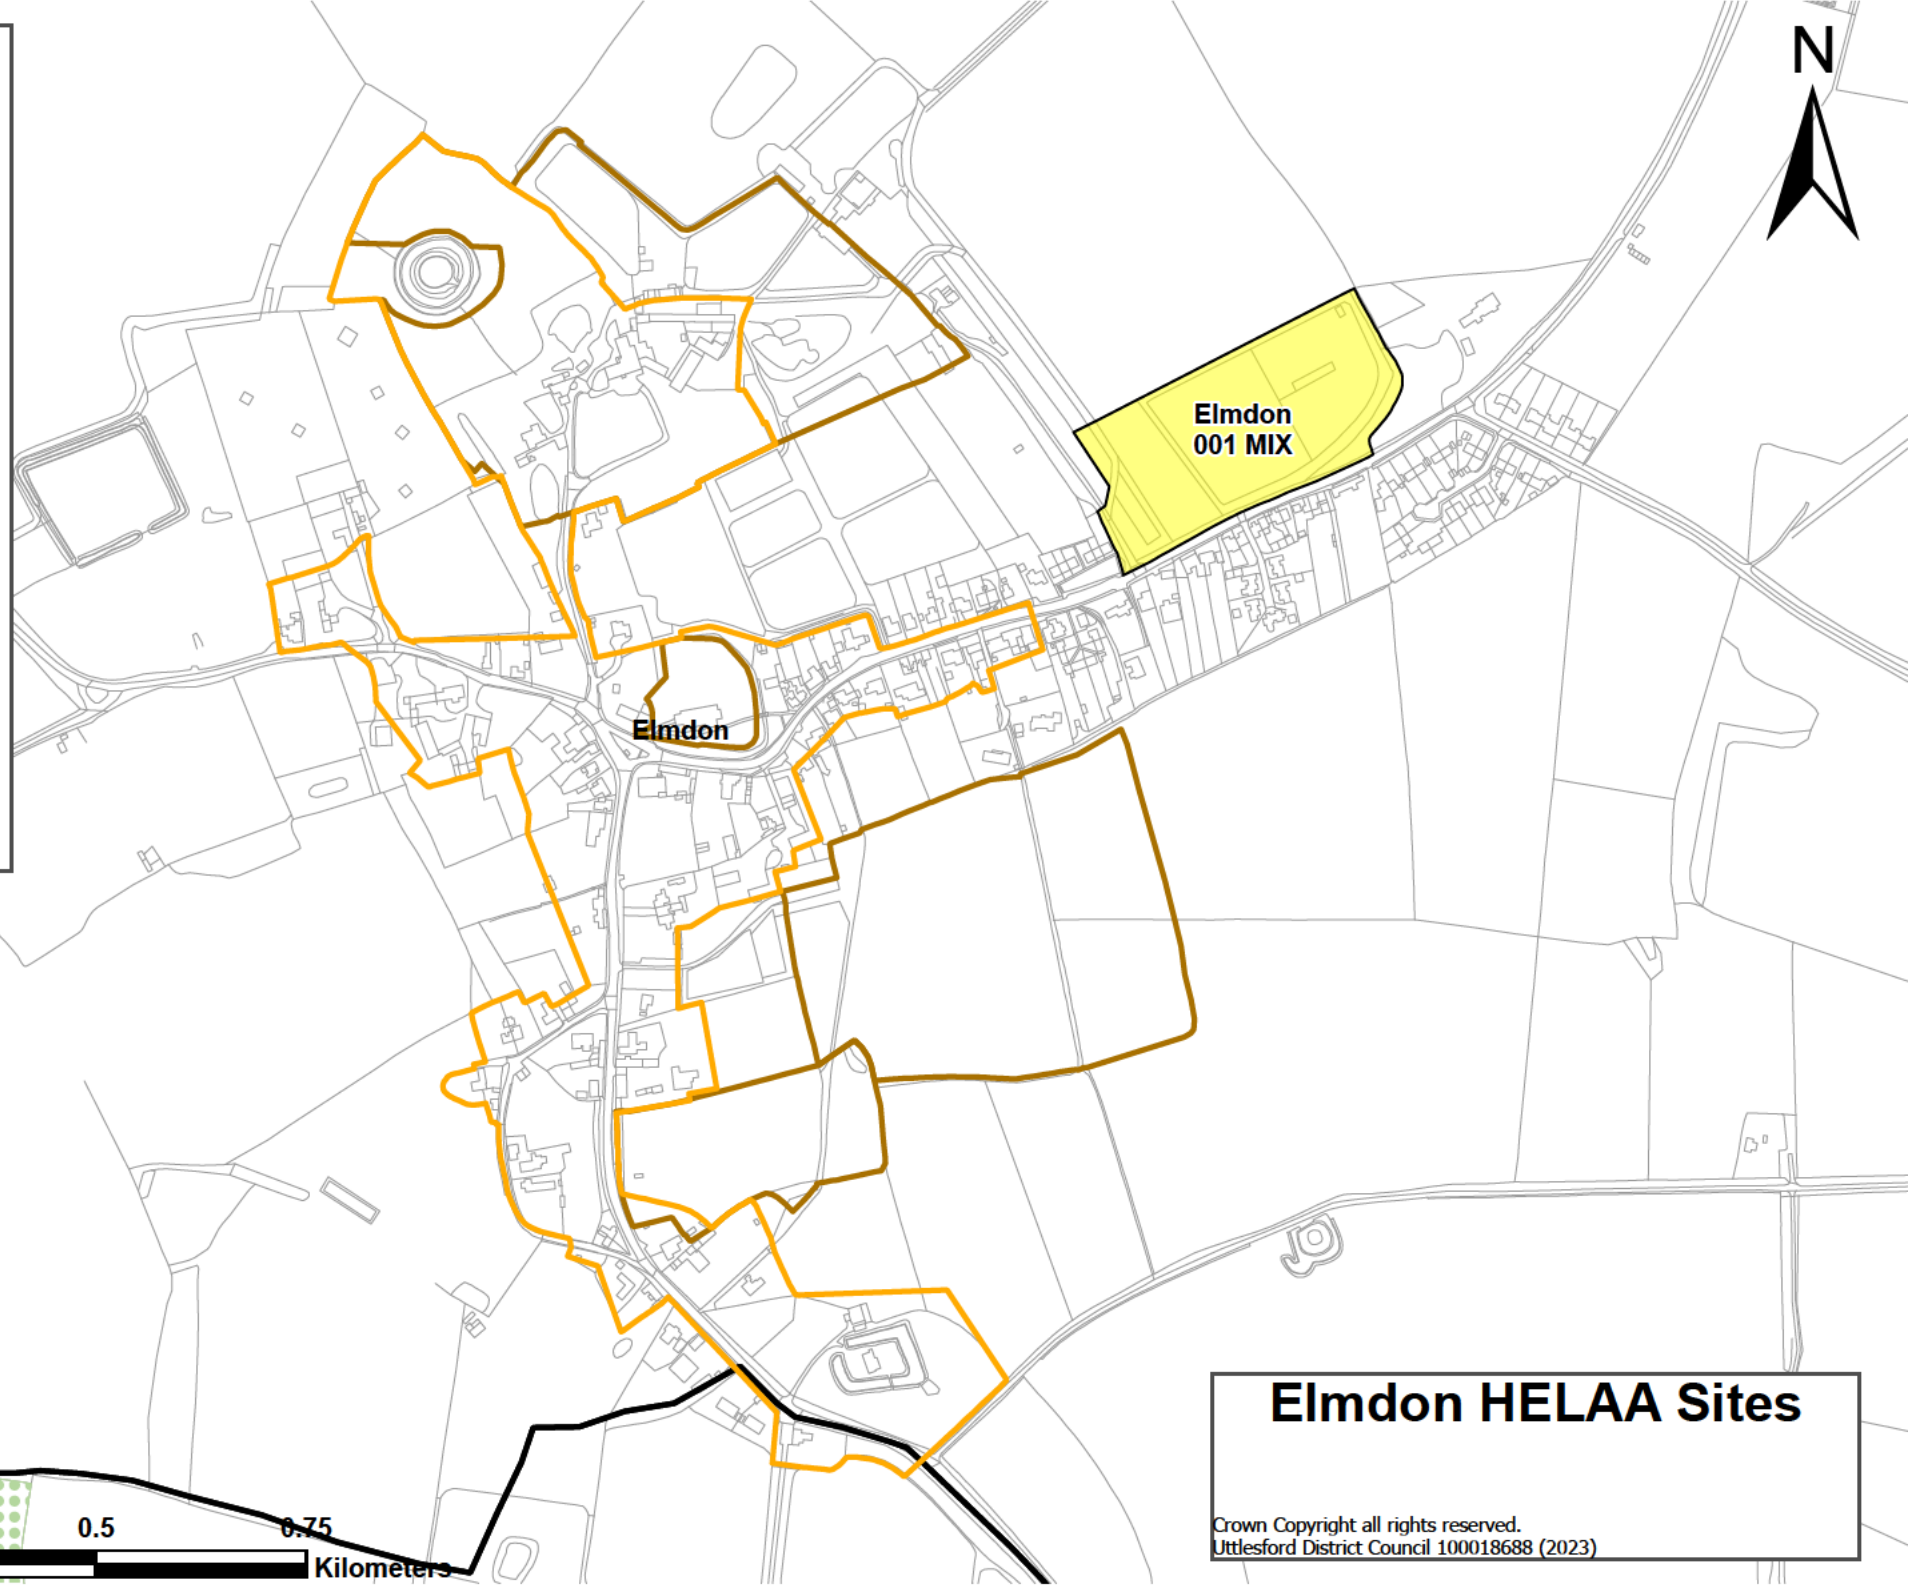 N
Elmdon
001 MIX
Elmdon
Elmdon HELAA Sites
Crown Copyright all rights reserved.
Uttlesford District Council 100018688 (2023)
0.5 0.75
Kilometers